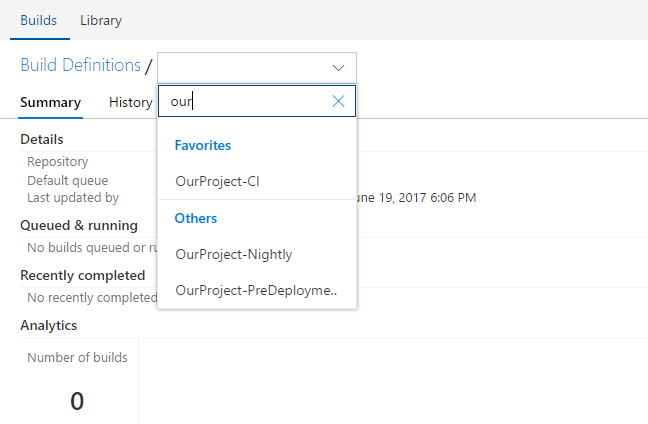 Builds Library
Build Definitions /
our
Summary History
Favorites
OurProject-CI
Others
OurProject-Nightly
OurProject-PreDeployme..
Details
Repository
Default queue
Last updated by une 19, 2017 6:06 PM
Queued & running
No builds queued or ru
Recently completed
No recently completed
Analytics
Number of builds
0